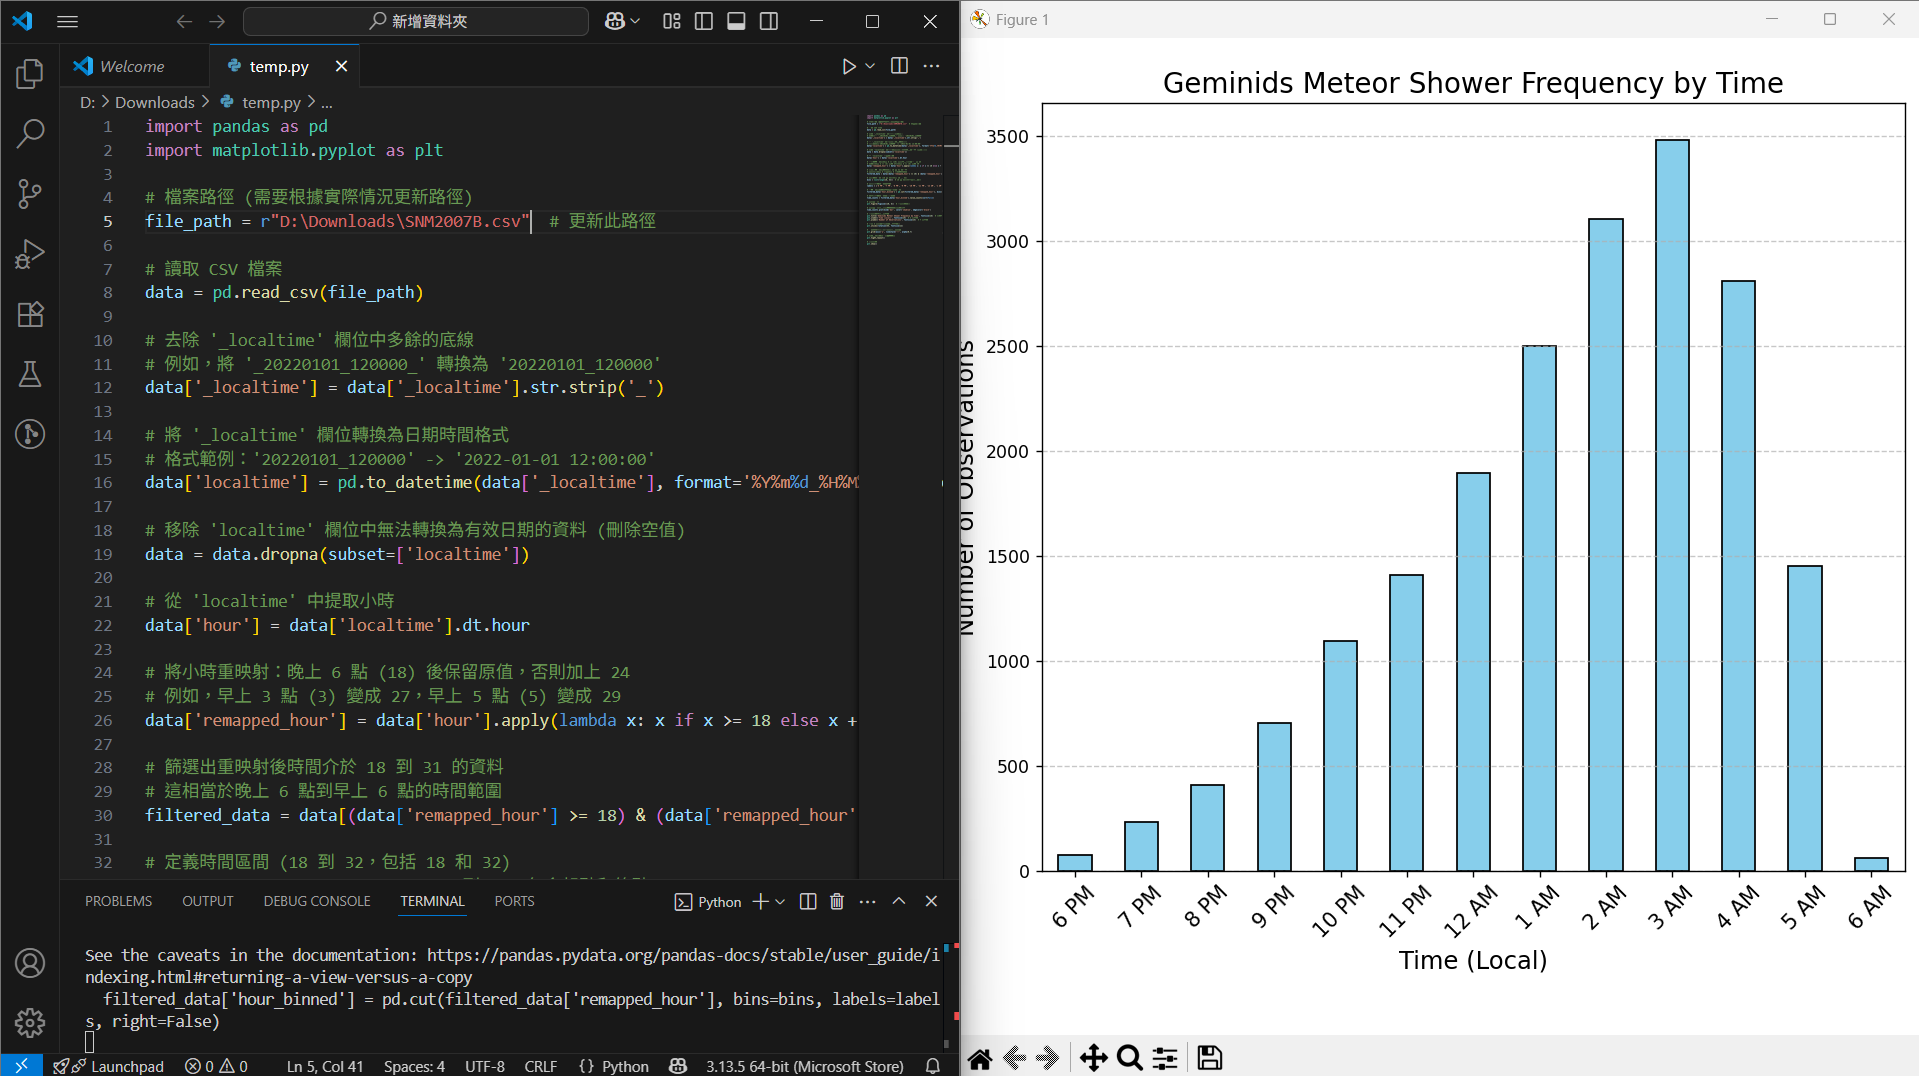 新增資料夾
Welcome
temp.py
D: > Downloads > temp.py > ...
1 import pandas as pd
2 import matplotlib.pyplot as plt
3
4 # 檔案路徑 (需要根據實際情況更新路徑)
5 file_path = r"D:\Downloads\SNM2007B.csv"  # 更新此路徑
6
7 # 讀取 CSV 檔案
8 data = pd.read_csv(file_path)
9
10 # 去除 '_localtime' 欄位中多餘的底線
11 # 例如，將 '_20220101_120000_' 轉換為 '20220101_120000'
12 data['_localtime'] = data['_localtime'].str.strip('_')
13
14 # 將 '_localtime' 欄位轉換為日期時間格式
15 # 格式範例：'20220101_120000' -> '2022-01-01 12:00:00'
16 data['localtime'] = pd.to_datetime(data['_localtime'], format='%Y%m%d_%H%M
17
18 # 移除 'localtime' 欄位中無法轉換為有效日期的資料 (刪除空值)
19 data = data.dropna(subset=['localtime'])
20
21 # 從 'localtime' 中提取小時
22 data['hour'] = data['localtime'].dt.hour
23
24 # 將小時重映射：晚上 6 點 (18) 後保留原值，否則加上 24
25 # 例如，早上 3 點 (3) 變成 27，早上 5 點 (5) 變成 29
26 data['remapped_hour'] = data['hour'].apply(lambda x: x if x >= 18 else x +
27
28 # 篩選出重映射後時間介於 18 到 31 的資料
29 # 這相當於晚上 6 點到早上 6 點的時間範圍
30 filtered_data = data[(data['remapped_hour'] >= 18) & (data['remapped_hour'
31
32 # 定義時間區間 (18 到 32，包括 18 和 32)
PROBLEMS OUTPUT DEBUG CONSOLE TERMINAL PORTS
Python
See the caveats in the documentation: https://pandas.pydata.org/pandas-docs/stable/user_guide/i
ndexing.html#returning-a-view-versus-a-copy
  filtered_data['hour_binned'] = pd.cut(filtered_data['remapped_hour'], bins=bins, labels=label
s, right=False)
Launchpad 0 0 Ln 5, Col 41 Spaces: 4 UTF-8 CRLF {} Python 3.13.5 64-bit (Microsoft Store)
Figure 1
Geminids Meteor Shower Frequency by Time
Number of Observations
3500
3000
2500
2000
1500
1000
500
0
6 PM 7 PM 8 PM 9 PM 10 PM 11 PM 12 AM 1 AM 2 AM 3 AM 4 AM 5 AM 6 AM
Time (Local)